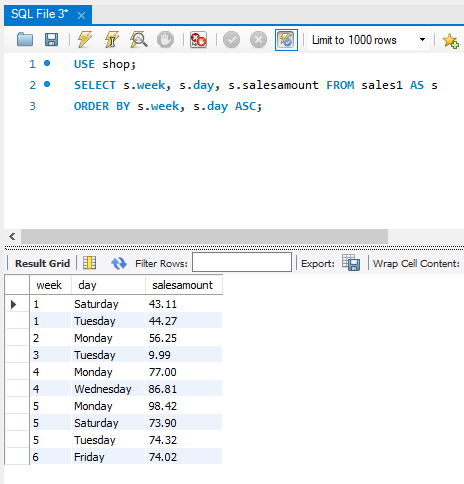 SQL File 3*
Limit to 1000 rows
1 USE shop;
2 SELECT s.week, s.day, s.salesamount FROM sales1 AS s
3 ORDER BY s.week, s.day ASC;
Result Grid Filter Rows: Export: Wrap Cell Content:
week day salesamount
1 Saturday 43.11
1 Tuesday 44.27
2 Monday 56.25
3 Tuesday 9.99
4 Monday 77.00
4 Wednesday 86.81
5 Monday 98.42
5 Saturday 73.90
5 Tuesday 74.32
6 Friday 74.02